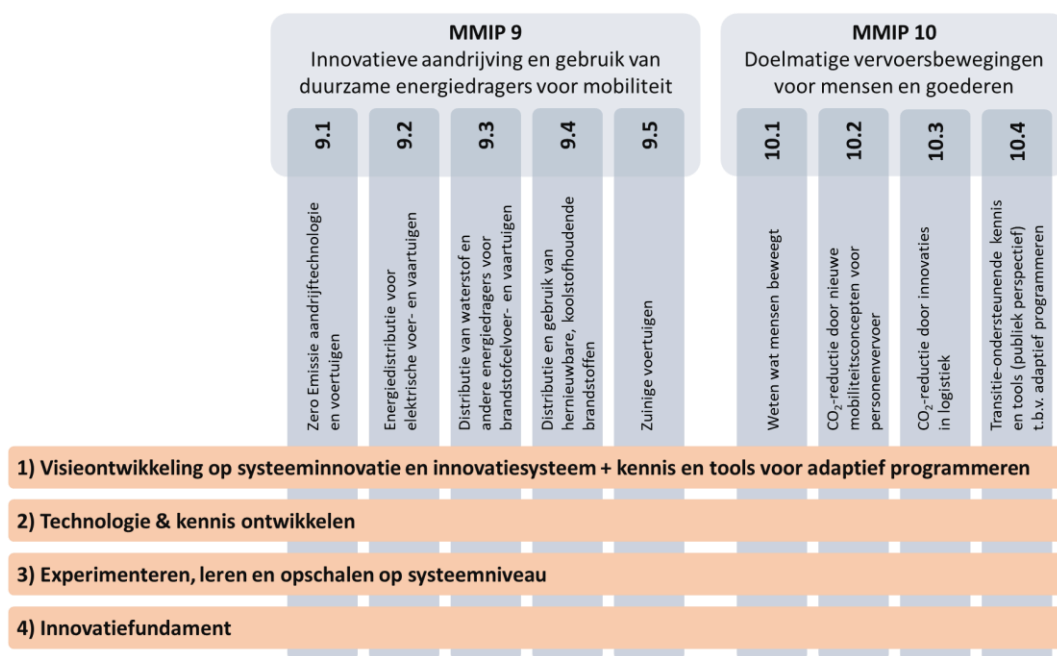 MMIP 9
Innovatieve aandrijving en gebruik van
duurzame energiedragers voor mobiliteit
MMIP 10
Doelmatige vervoersbewegingen
voor mensen en goederen
9.1
9.2
9.3
9.4
9.5
10.1
10.2
10.3
10.4
Zero Emissie aandrijftechnologie
en voertuigen
Energiedistributie voor
elektrische voer- en vaartuigen
Distributie van waterstof en
andere energiedragers voor
brandstofcelvoer- en vaartuigen
Distributie en gebruik van
hernieuwbare, koolstofhoudende
brandstoffen
Zuinige voertuigen
Weten wat mensen beweegt
CO₂-reductie door nieuwe
mobiliteitsconcepten voor
personenvervoer
CO₂-reductie door innovaties
in logistiek
Transitie-ondersteunende kennis
en tools (publiek perspectief)
t.b.v. adaptief programmeren
1) Visieontwikkeling op systeeminnovatie en innovatiesysteem + kennis en tools voor adaptief programmeren
2) Technologie & kennis ontwikkelen
3) Experimenteren, leren en opschalen op systeemniveau
4) Innovatiefundament